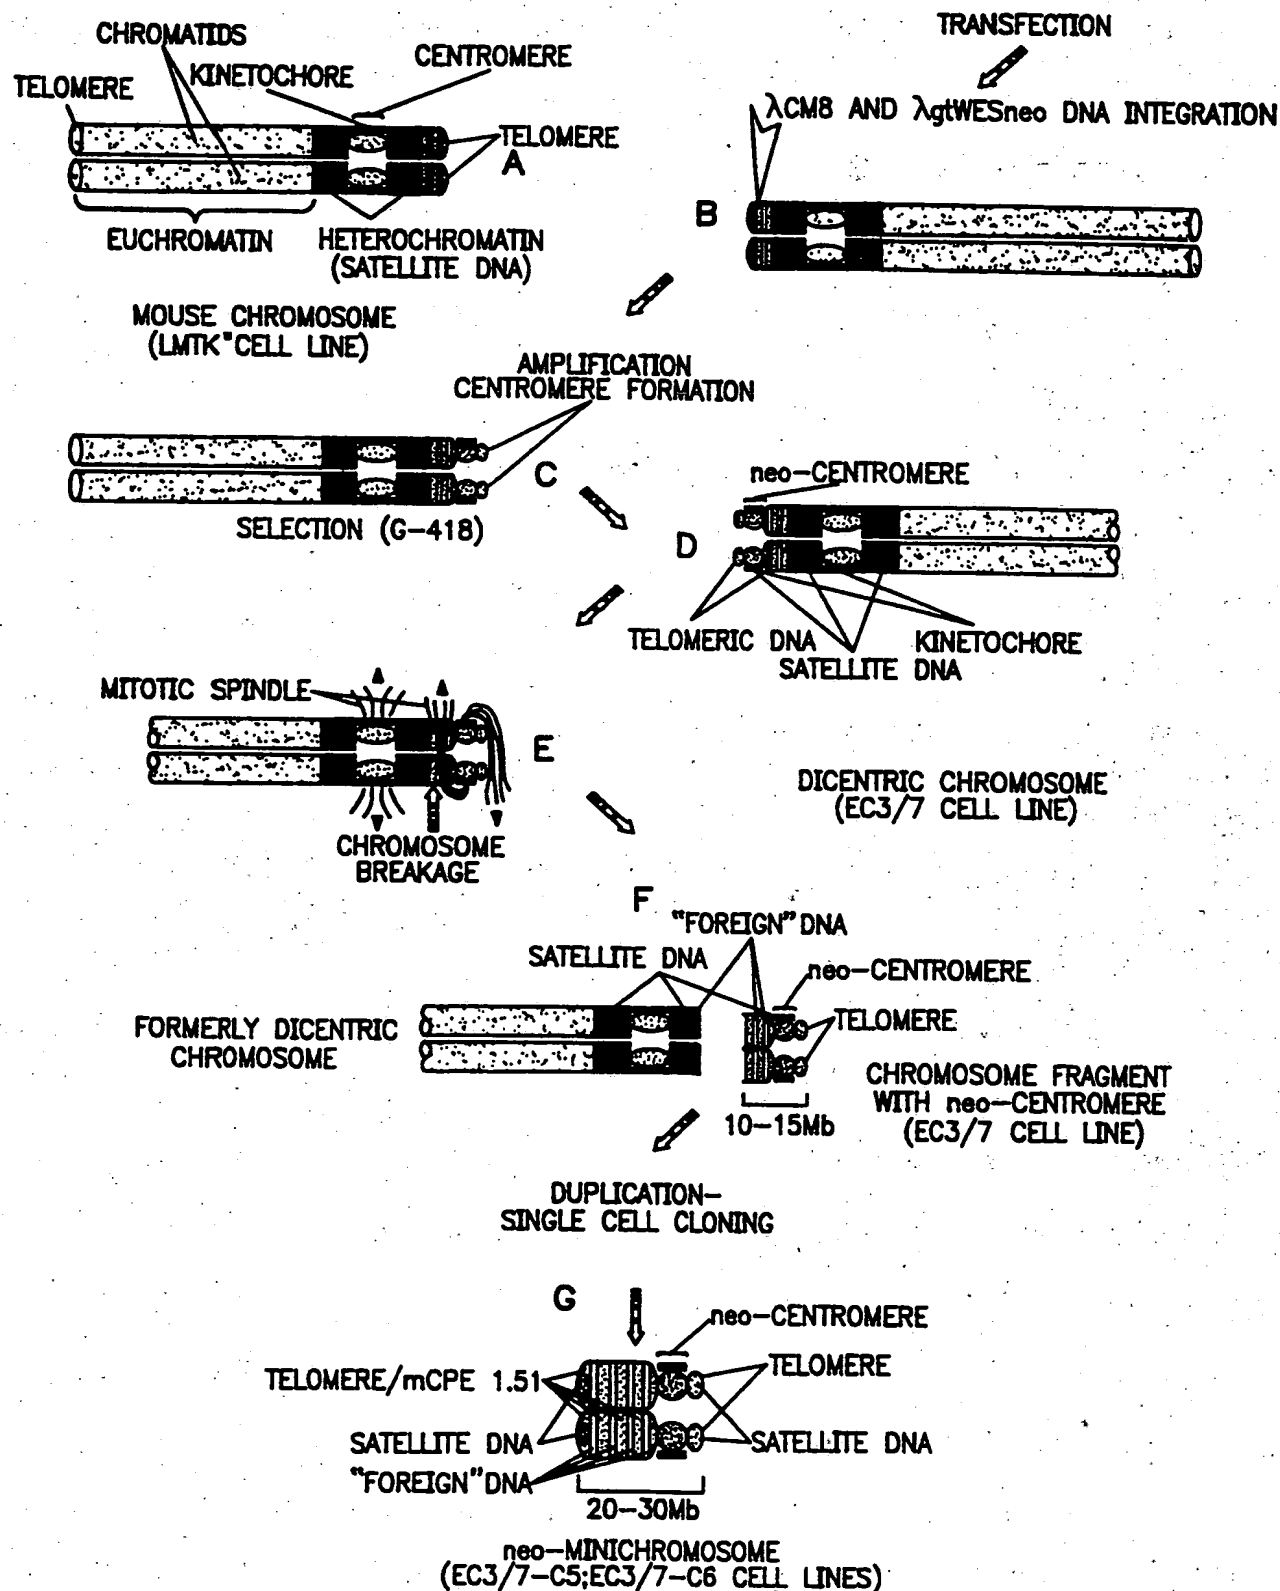 CHROMATIDS
KINETOCHORE
CENTROMERE
TELOMERE
TELOMERE
A
EUCHROMATIN
HETEROCHROMATIN
(SATELLITE DNA)
MOUSE CHROMOSOME
(LMTK⁻ CELL LINE)
TRANSFECTION
λCM8 AND λgtWESneo DNA INTEGRATION
B
AMPLIFICATION
CENTROMERE FORMATION
C
SELECTION (G-418)
neo-CENTROMERE
D
TELOMERIC DNA
KINETOCHORE
SATELLITE DNA
MITOTIC SPINDLE
E
CHROMOSOME
BREAKAGE
DICENTRIC CHROMOSOME
(EC3/7 CELL LINE)
F
"FOREIGN" DNA
SATELLITE DNA
neo-CENTROMERE
TELOMERE
FORMERLY DICENTRIC
CHROMOSOME
CHROMOSOME FRAGMENT
WITH neo-CENTROMERE
(EC3/7 CELL LINE)
10-15Mb
DUPLICATION-
SINGLE CELL CLONING
G
neo-CENTROMERE
TELOMERE/mCPE 1.51
TELOMERE
SATELLITE DNA
SATELLITE DNA
"FOREIGN" DNA
20-30Mb
neo-MINICHROMOSOME
(EC3/7-C5;EC3/7-C6 CELL LINES)